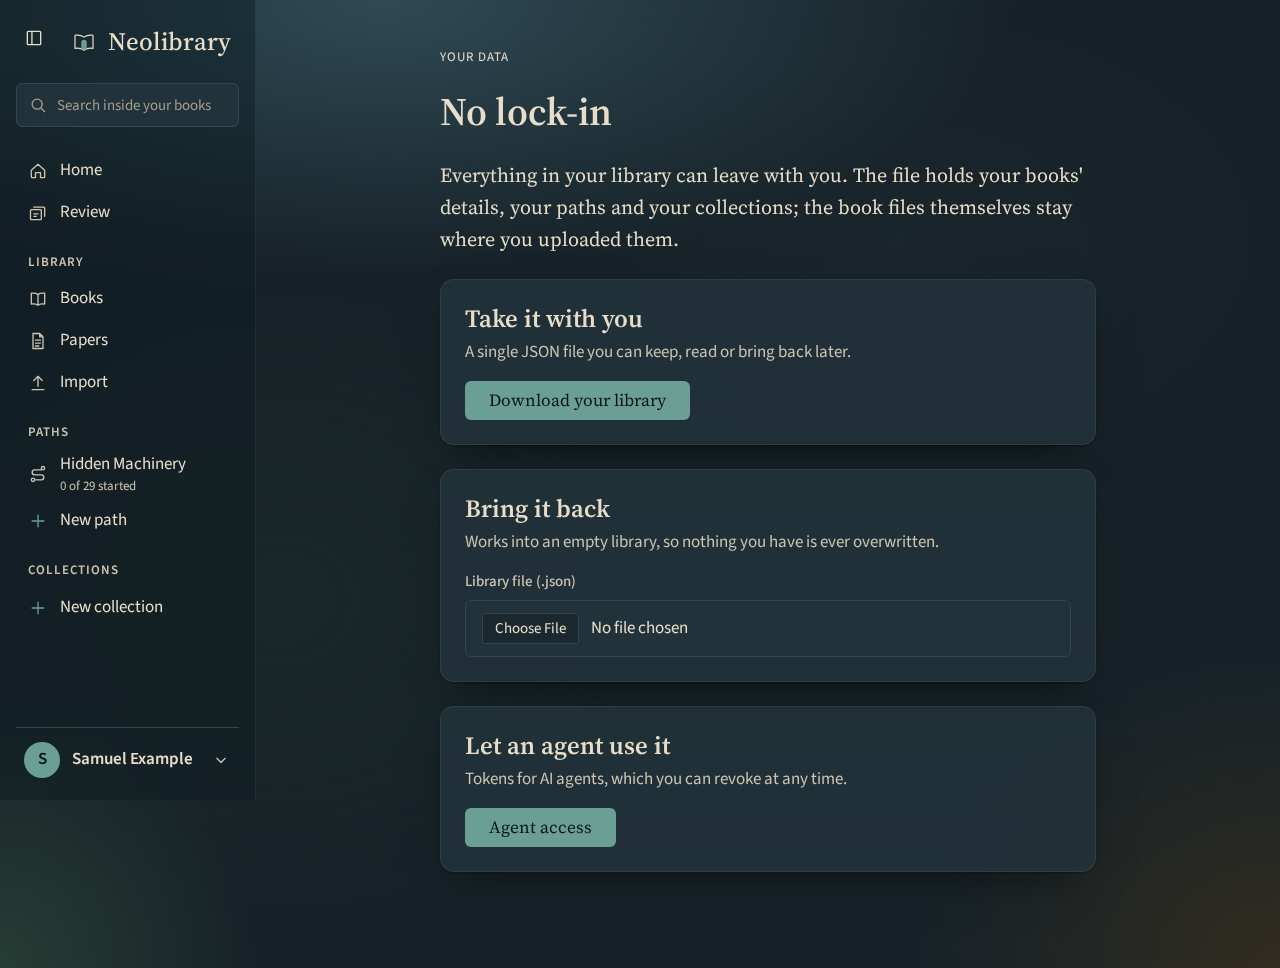 Neolibrary
Search inside your books
Home
Review
LIBRARY
Books
Papers
Import
PATHS
Hidden Machinery
0 of 29 started
New path
COLLECTIONS
New collection
S
Samuel Example
YOUR DATA
No lock-in
Everything in your library can leave with you. The file holds your books'
details, your paths and your collections; the book files themselves stay
where you uploaded them.
Take it with you
A single JSON file you can keep, read or bring back later.
Download your library
Bring it back
Works into an empty library, so nothing you have is ever overwritten.
Library file (.json)
Choose File No file chosen
Let an agent use it
Tokens for AI agents, which you can revoke at any time.
Agent access